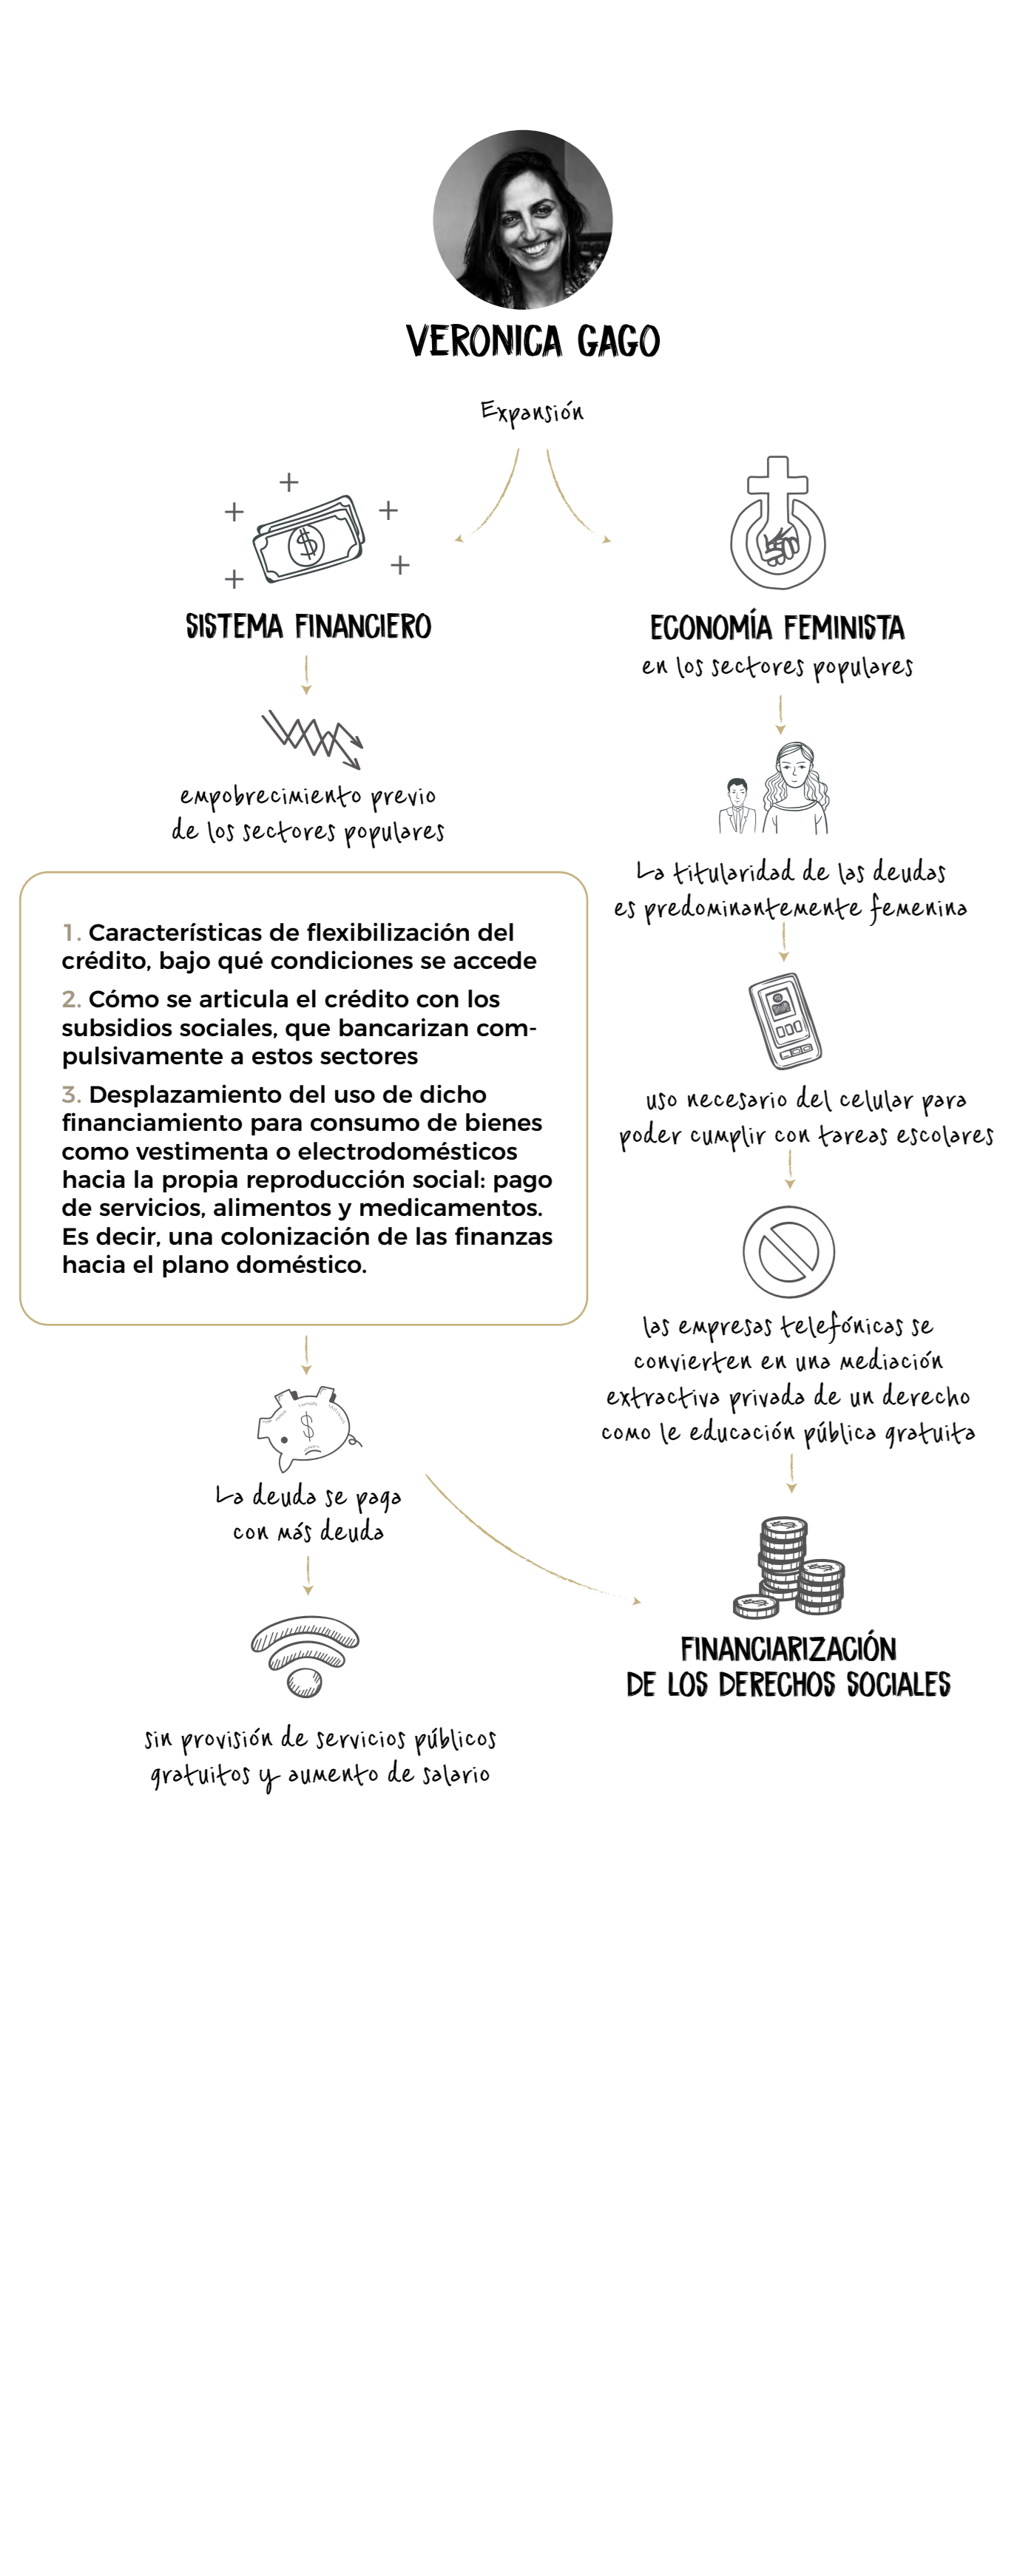 VERONICA GAGO
Expansión
SISTEMA FINANCIERO
empobrecimiento previo
de los sectores populares
1. Características de flexibilización del
crédito, bajo qué condiciones se accede
2. Cómo se articula el crédito con los
subsidios sociales, que bancarizan com-
pulsivamente a estos sectores
3. Desplazamiento del uso de dicho
financiamiento para consumo de bienes
como vestimenta o electrodomésticos
hacia la propia reproducción social: pago
de servicios, alimentos y medicamentos.
Es decir, una colonización de las finanzas
hacia el plano doméstico.
La deuda se paga
con más deuda
sin provisión de servicios públicos
gratuitos y aumento de salario
ECONOMÍA FEMINISTA
en los sectores populares
La titularidad de las deudas
es predominantemente femenina
uso necesario del celular para
poder cumplir con tareas escolares
las empresas telefónicas se
convierten en una mediación
extractiva privada de un derecho
como le educación pública gratuita
FINANCIARIZACIÓN
DE LOS DERECHOS SOCIALES